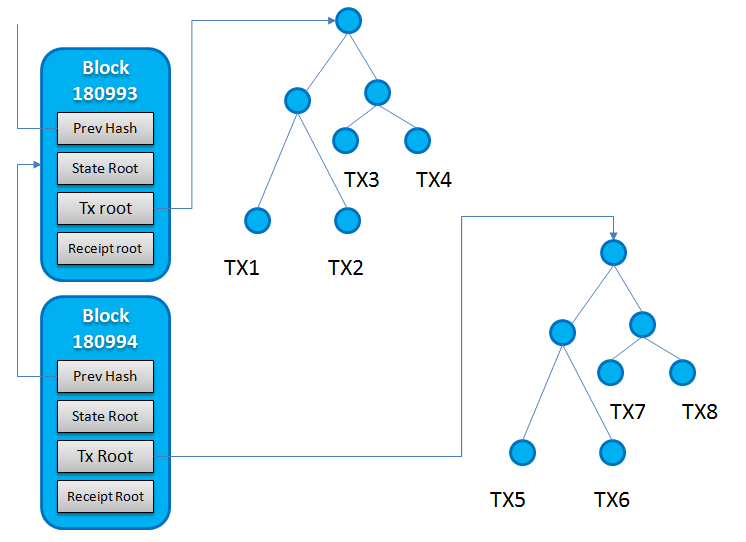 Block
180993
Prev Hash
State Root
Tx root
Receipt root
TX3 TX4
TX1 TX2
Block
180994
Prev Hash
State Root
Tx Root
Receipt Root
TX7 TX8
TX5 TX6